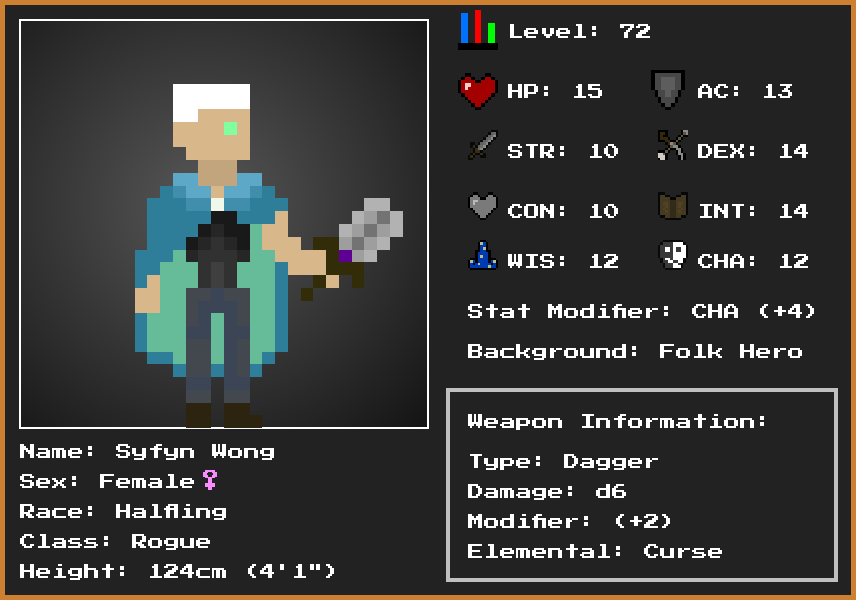 Level: 72
HP: 15
AC: 13
STR: 10
DEX: 14
CON: 10
INT: 14
WIS: 12
CHA: 12
Stat Modifier: CHA (+4)
Background: Folk Hero
Weapon Information:
Type: Dagger
Damage: d6
Modifier: (+2)
Elemental: Curse
Name: Syfyn Wong
Sex: Female♀
Race: Halfling
Class: Rogue
Height: 124cm (4'1")